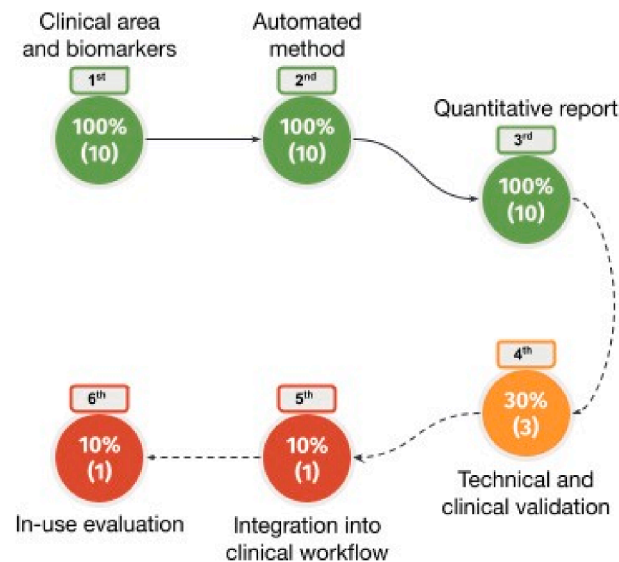 Clinical area
and biomarkers
1st
100%
(10)
Automated
method
2nd
100%
(10)
Quantitative report
3rd
100%
(10)
4th
30%
(3)
Technical and
clinical validation
5th
10%
(1)
Integration into
clinical workflow
6th
10%
(1)
In-use evaluation